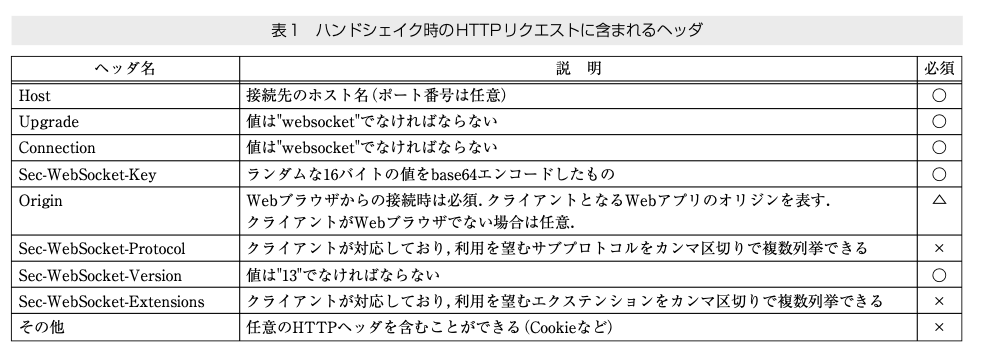 表1 ハンドシェイク時のHTTPリクエストに含まれるヘッダ
ヘッダ名 説 明 必須
Host 接続先のホスト名(ポート番号は任意) ○
Upgrade 値は"websocket"でなければならない ○
Connection 値は"websocket"でなければならない ○
Sec-WebSocket-Key ランダムな16バイトの値をbase64エンコードしたもの ○
Origin Webブラウザからの接続時は必須.クライアントとなるWebアプリのオリジンを表す. △
クライアントがWebブラウザでない場合は任意.
Sec-WebSocket-Protocol クライアントが対応しており,利用を望むサブプロトコルをカンマ区切りで複数列挙できる ×
Sec-WebSocket-Version 値は"13"でなければならない ○
Sec-WebSocket-Extensions クライアントが対応しており,利用を望むエクステンションをカンマ区切りで複数列挙できる ×
その他 任意のHTTPヘッダを含むことができる(Cookieなど) ×